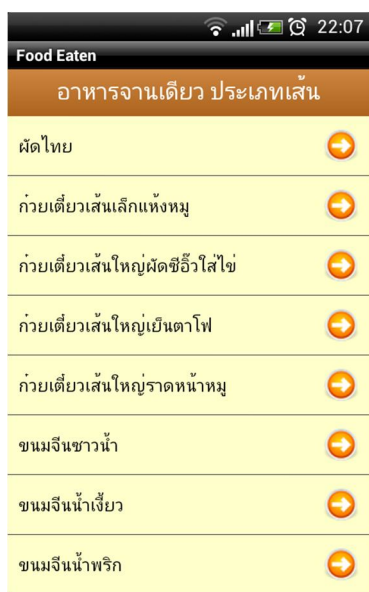 22:07
Food Eaten
อาหารจานเดียว ประเภทเส้น
ผัดไทย
ก๋วยเตี๋ยวเส้นเล็กแห้งหมู
ก๋วยเตี๋ยวเส้นใหญ่ผัดซีอิ๊วใส่ไข่
ก๋วยเตี๋ยวเส้นใหญ่เย็นตาโฟ
ก๋วยเตี๋ยวเส้นใหญ่ราดหน้าหมู
ขนมจีนซาวน้ำ
ขนมจีนน้ำเงี้ยว
ขนมจีนน้ำพริก